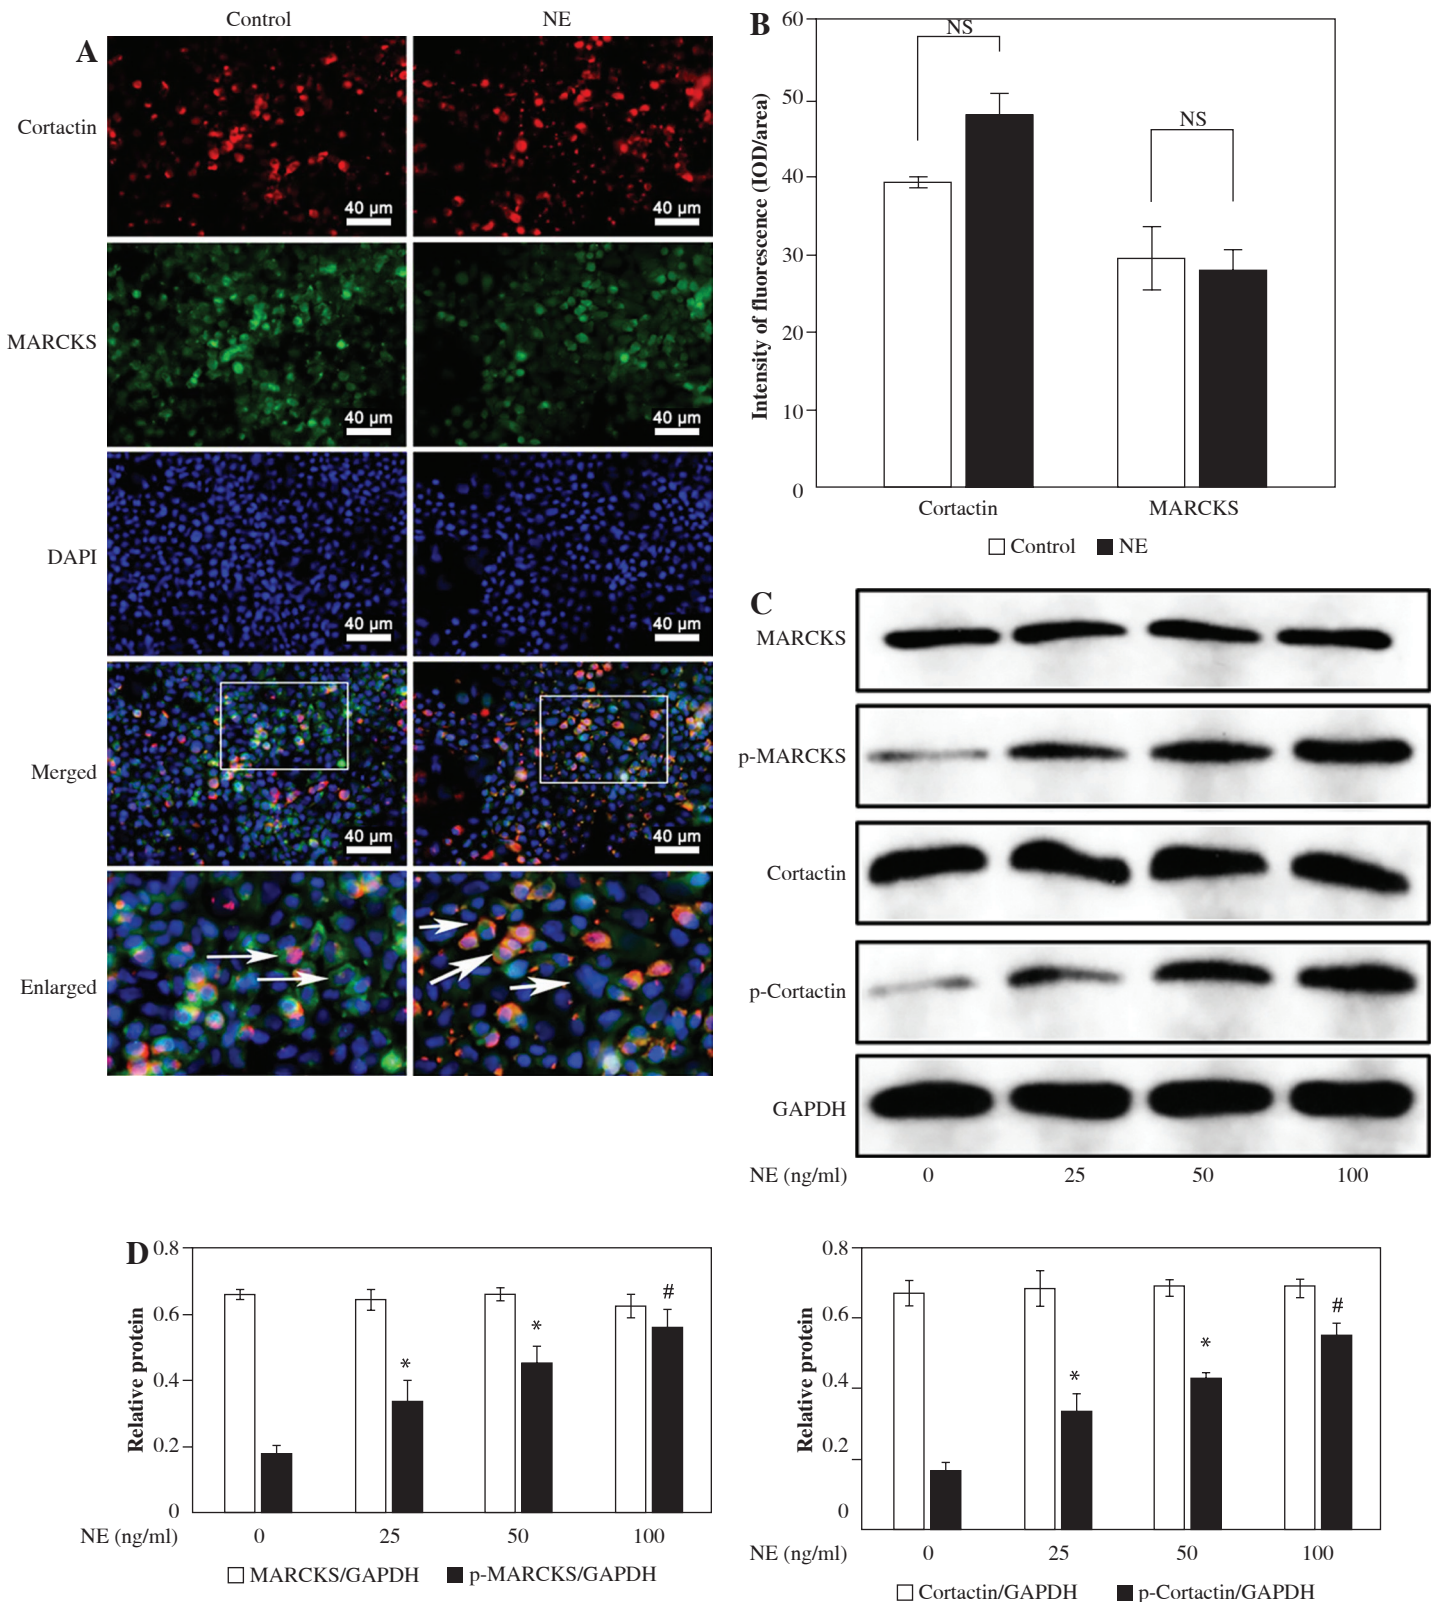 A
Control
NE
Cortactin
40 µm
40 µm
MARCKS
40 µm
40 µm
DAPI
40 µm
40 µm
Merged
40 µm
40 µm
Enlarged
B
Intensity of fluorescence (IOD/area)
60
50
40
30
20
10
0
NS
NS
Cortactin
MARCKS
Control
NE
C
MARCKS
p-MARCKS
Cortactin
p-Cortactin
GAPDH
NE (ng/ml)
0
25
50
100
D
Relative protein
0.8
0.6
0.4
0.2
0
*
*
#
NE (ng/ml)
0
25
50
100
MARCKS/GAPDH
p-MARCKS/GAPDH
Relative protein
0.8
0.6
0.4
0.2
0
*
*
#
NE (ng/ml)
0
25
50
100
Cortactin/GAPDH
p-Cortactin/GAPDH